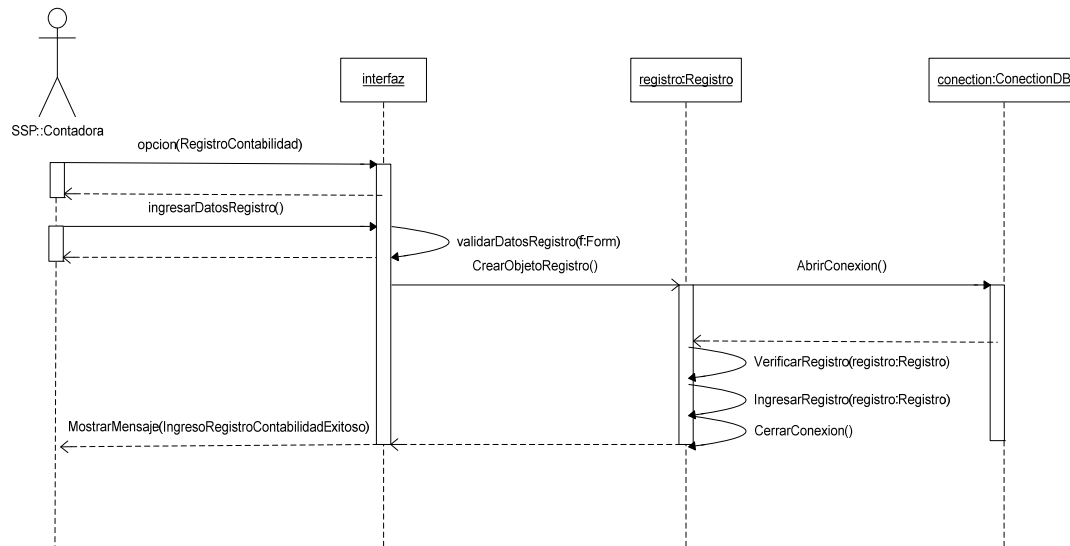 interfaz
registro:Registro
conection:ConectionDB
SSP::Contadora
opcion(RegistroContabilidad)
ingresarDatosRegistro()
validarDatosRegistro(f:Form)
CrearObjetoRegistro()
AbrirConexion()
VerificarRegistro(registro:Registro)
IngresarRegistro(registro:Registro)
MostrarMensaje(IngresoRegistroContabilidadExitoso)
CerrarConexion()